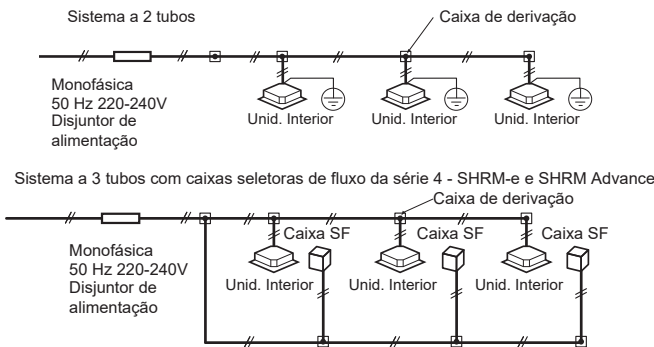 Sistema a 2 tubos
Caixa de derivação
Monofásica
50 Hz 220-240V
Disjuntor de
alimentação
Unid. Interior
Unid. Interior
Unid. Interior
Sistema a 3 tubos com caixas seletoras de fluxo da série 4 - SHRM-e e SHRM Advance
Caixa de derivação
Monofásica
50 Hz 220-240V
Disjuntor de
alimentação
Caixa SF
Caixa SF
Caixa SF
Unid. Interior
Unid. Interior
Unid. Interior